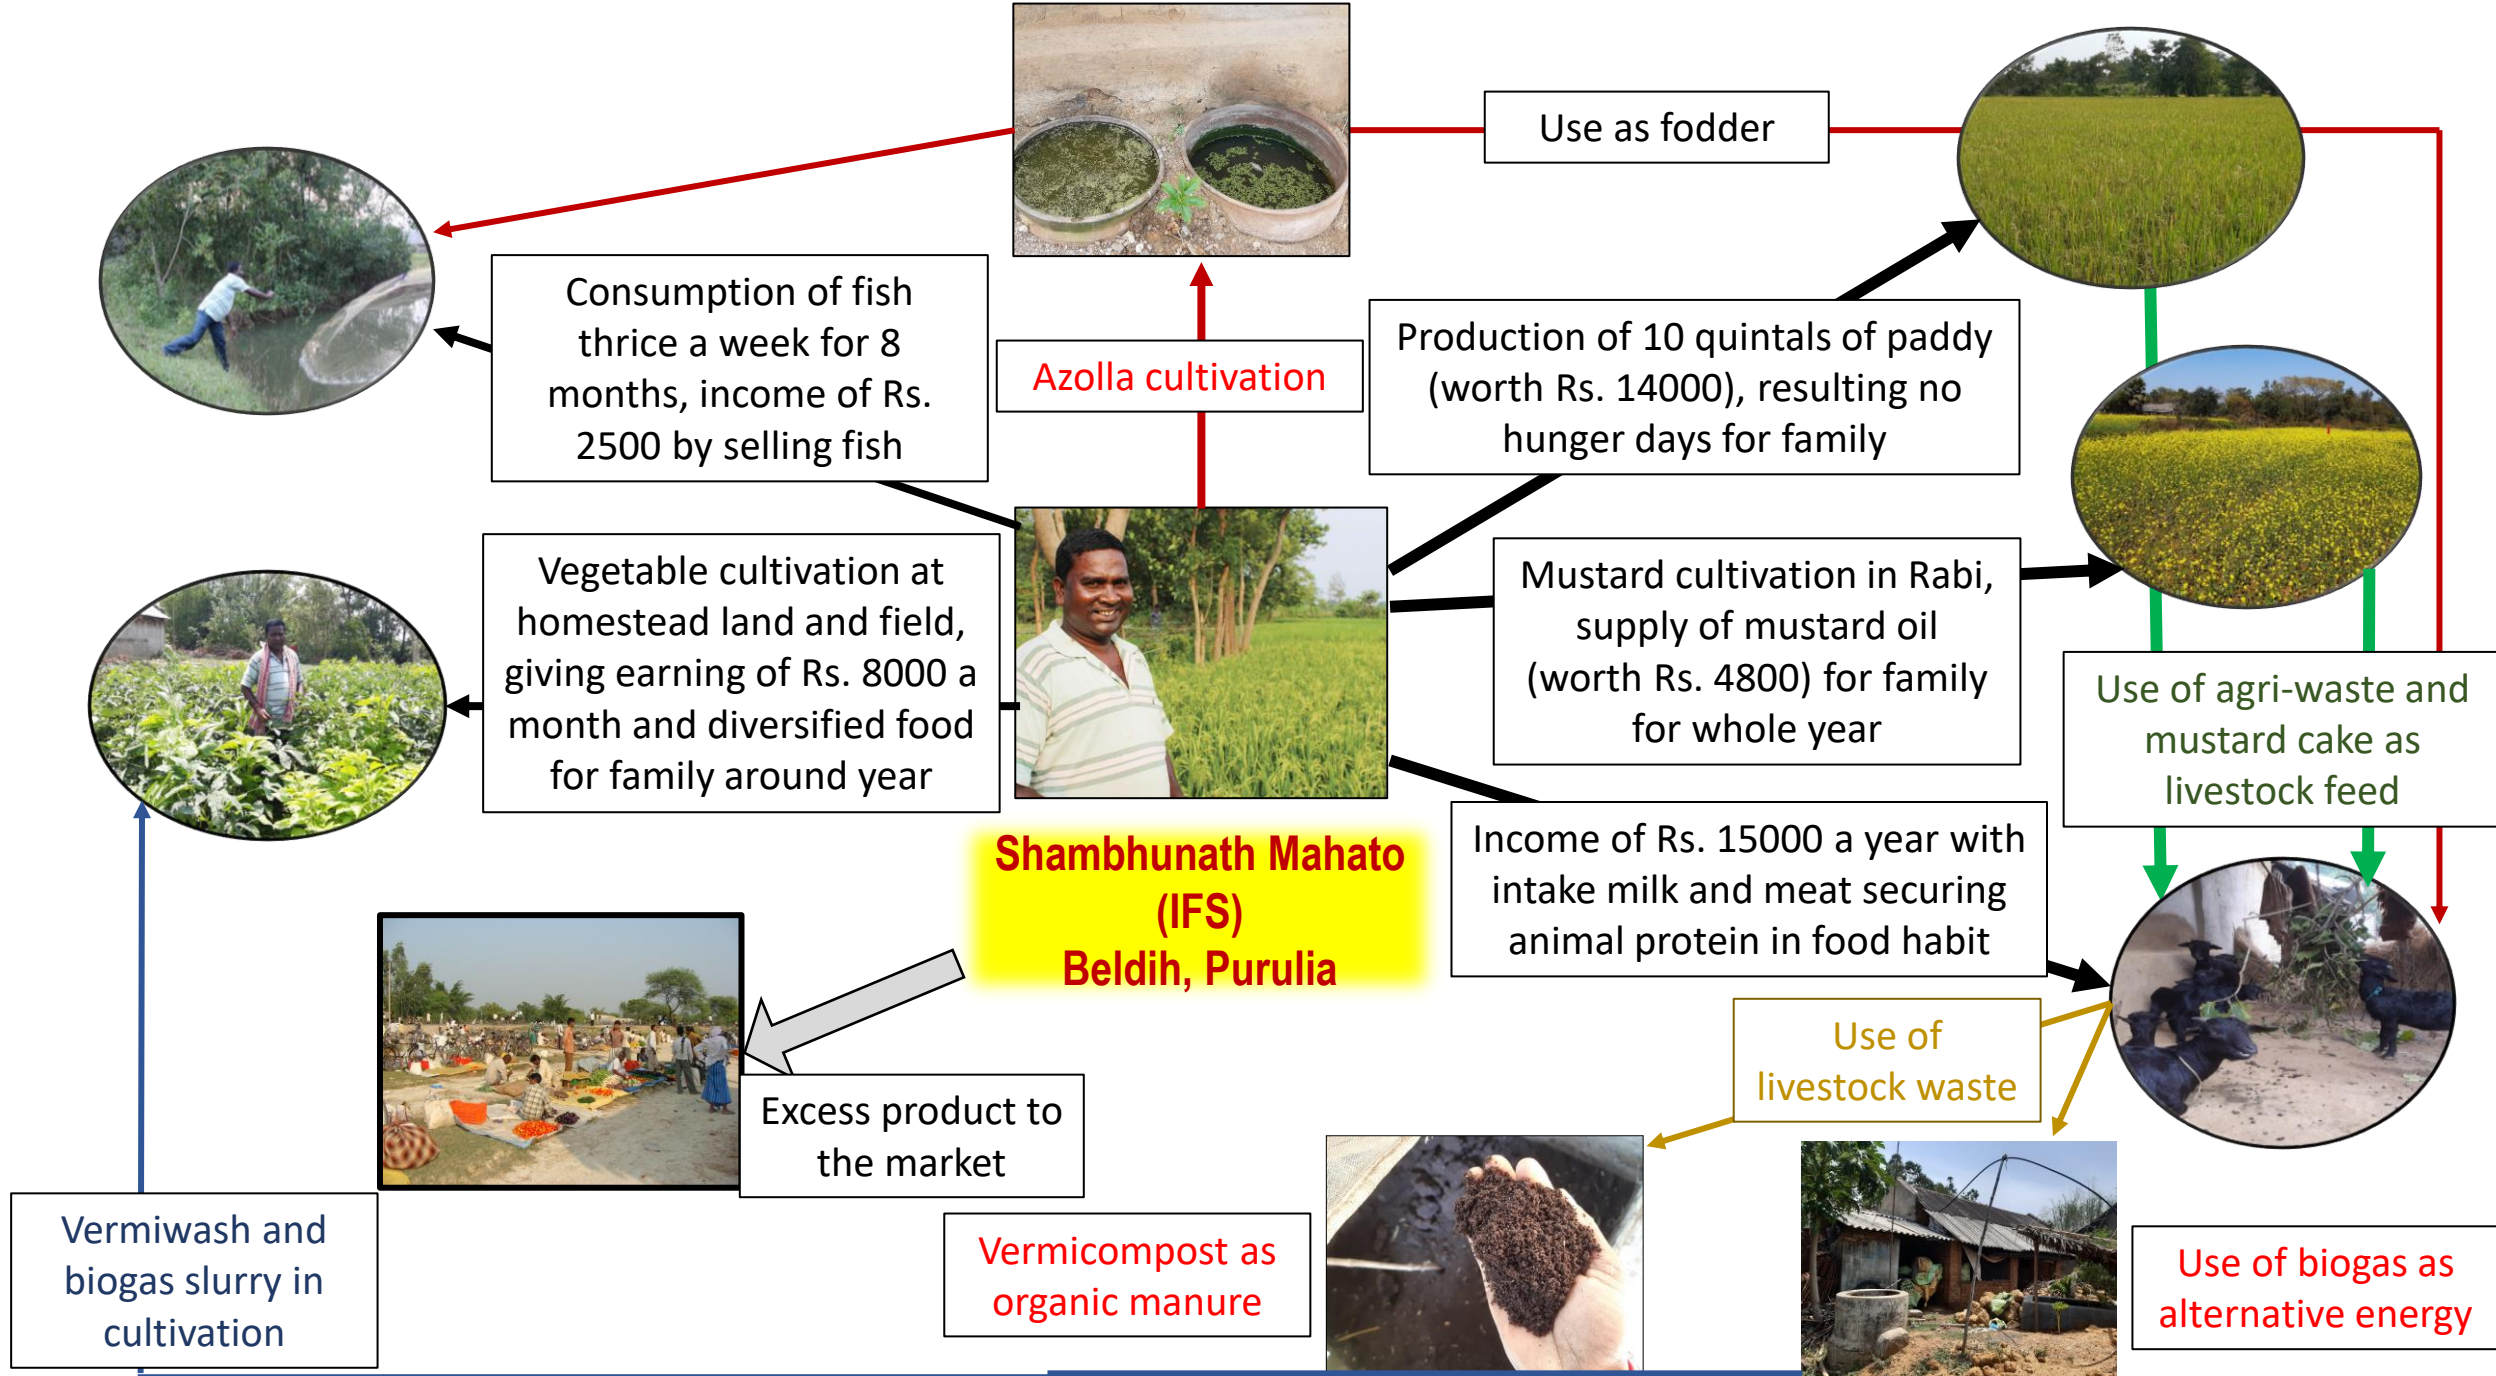 Use as fodder
Consumption of fish
thrice a week for 8
months, income of Rs.
2500 by selling fish
Azolla cultivation
Production of 10 quintals of paddy
(worth Rs. 14000), resulting no
hunger days for family
Vegetable cultivation at
homestead land and field,
giving earning of Rs. 8000 a
month and diversified food
for family around year
Mustard cultivation in Rabi,
supply of mustard oil
(worth Rs. 4800) for family
for whole year
Use of agri-waste and
mustard cake as
livestock feed
Shambhunath Mahato
(IFS)
Beldih, Purulia
Income of Rs. 15000 a year with
intake milk and meat securing
animal protein in food habit
Use of
livestock waste
Excess product to
the market
Vermiwash and
biogas slurry in
cultivation
Vermicompost as
organic manure
Use of biogas as
alternative energy